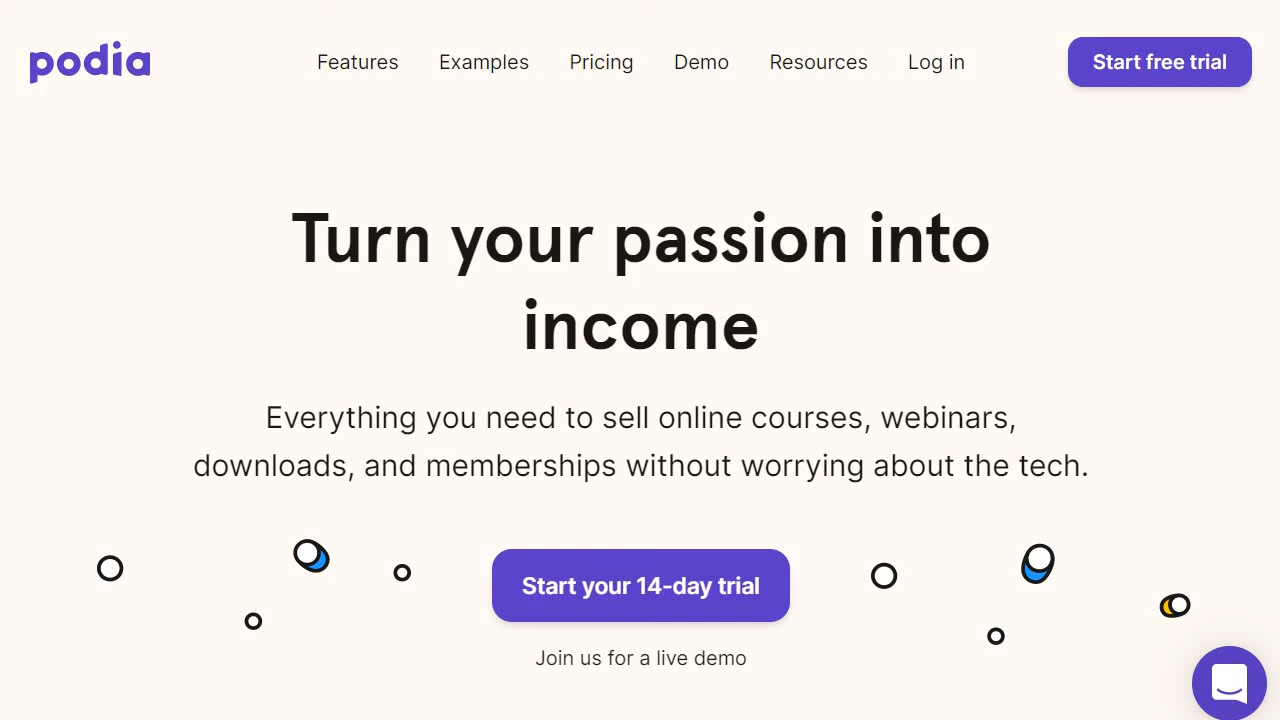 podia
Features
Examples
Pricing
Demo
Resources
Log in
Start free trial
Turn your passion into
income
Everything you need to sell online courses, webinars,
downloads, and memberships without worrying about the tech.
Start your 14-day trial
Join us for a live demo